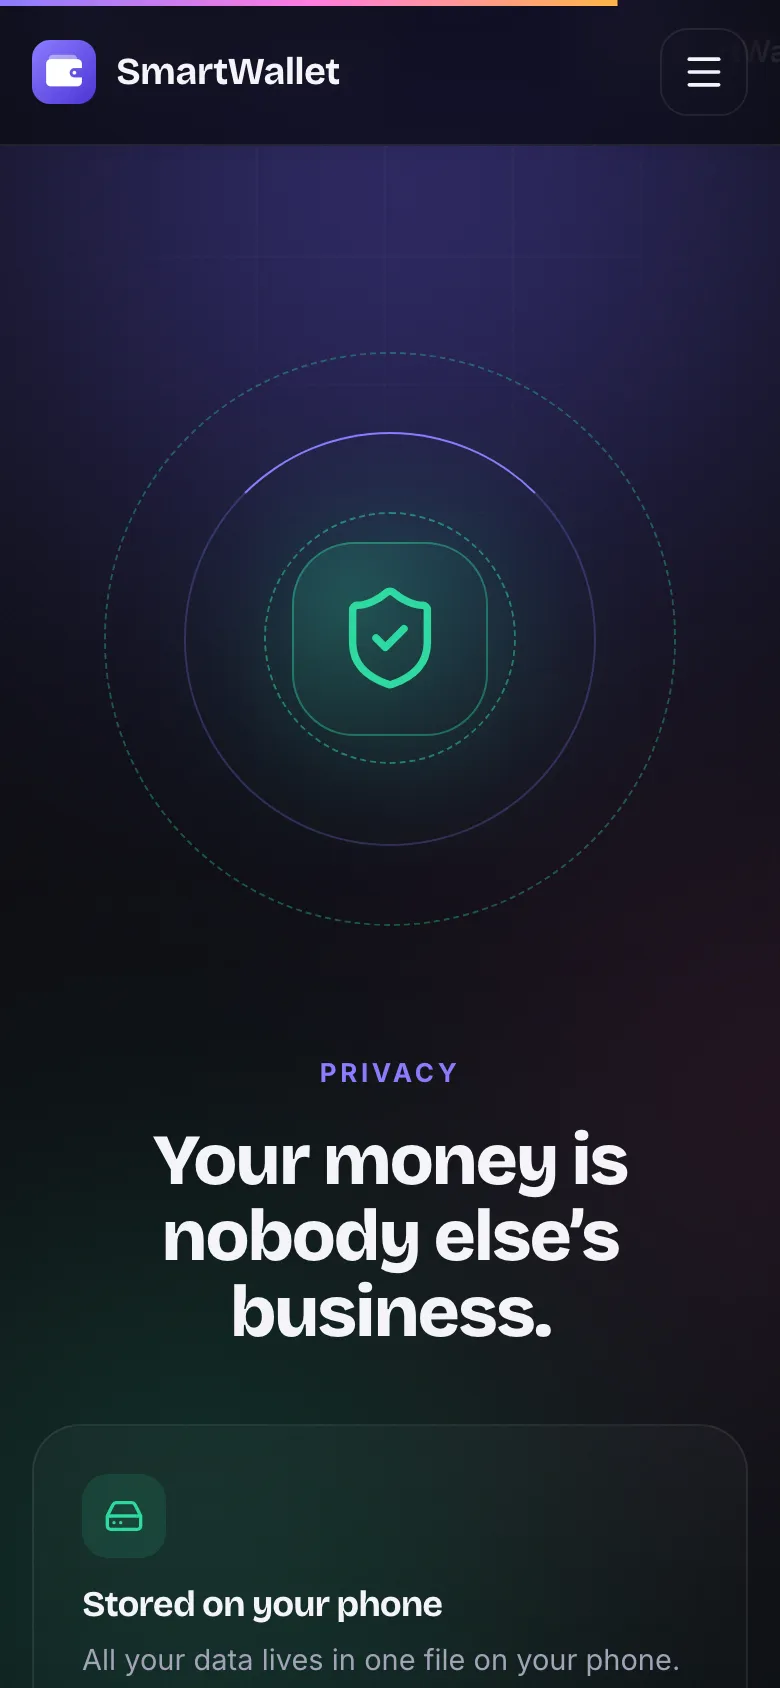 SmartWallet
PRIVACY
Your money is
nobody else’s
business.
Stored on your phone
All your data lives in one file on your phone.